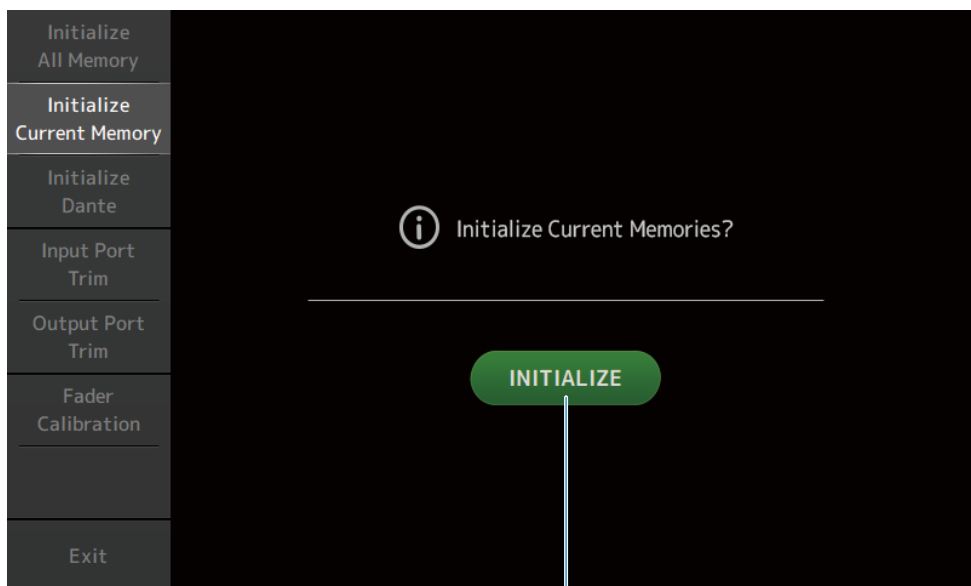 Initialize
All Memory
Initialize
Current Memory
Initialize
Dante
Input Port
Trim
Output Port
Trim
Fader
Calibration
Exit
Initialize Current Memories?
INITIALIZE